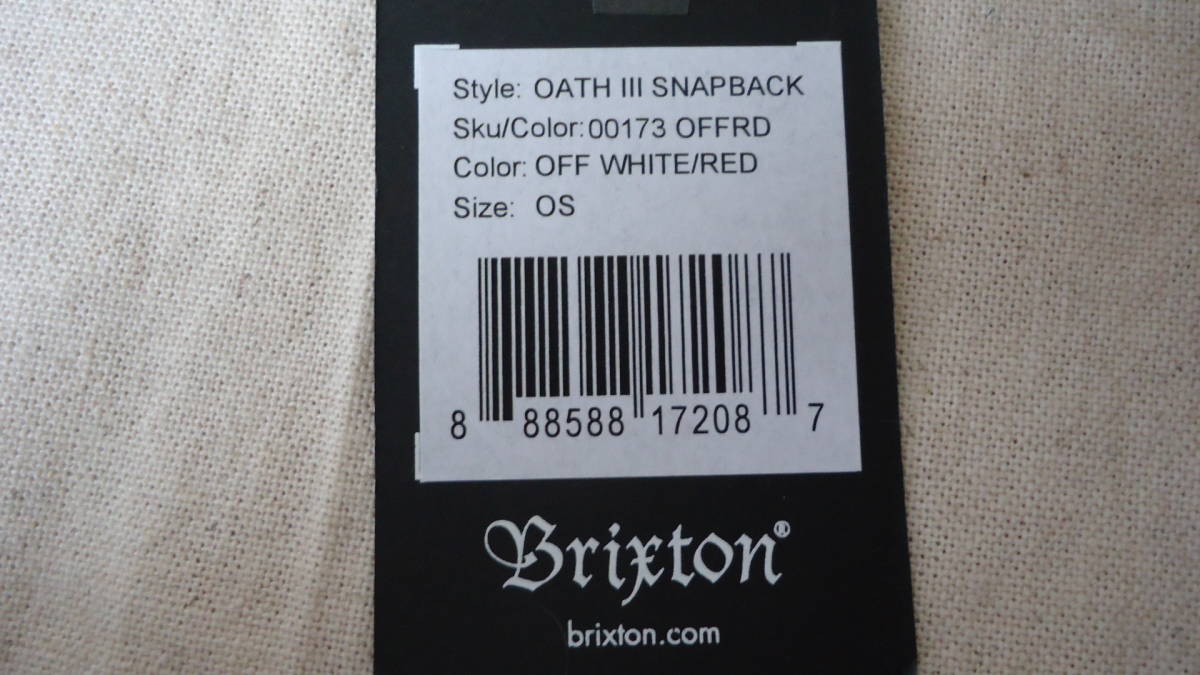 Style: OATH III SNAPBACK
Sku/Color: 00173 OFFRD
Color: OFF WHITE/RED
Size: OS
8 88588 17208 7
Brixton®
brixton.com